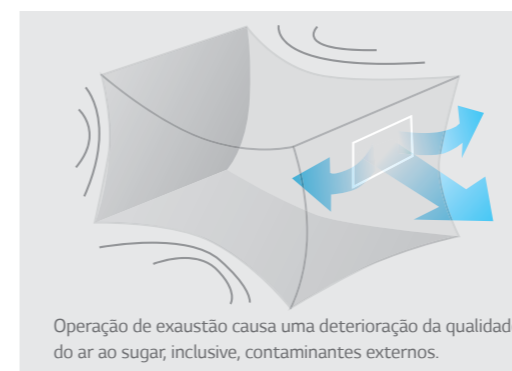 Operação de exaustão causa uma deterioração da qualidad
do ar ao sugar, inclusive, contaminantes externos.